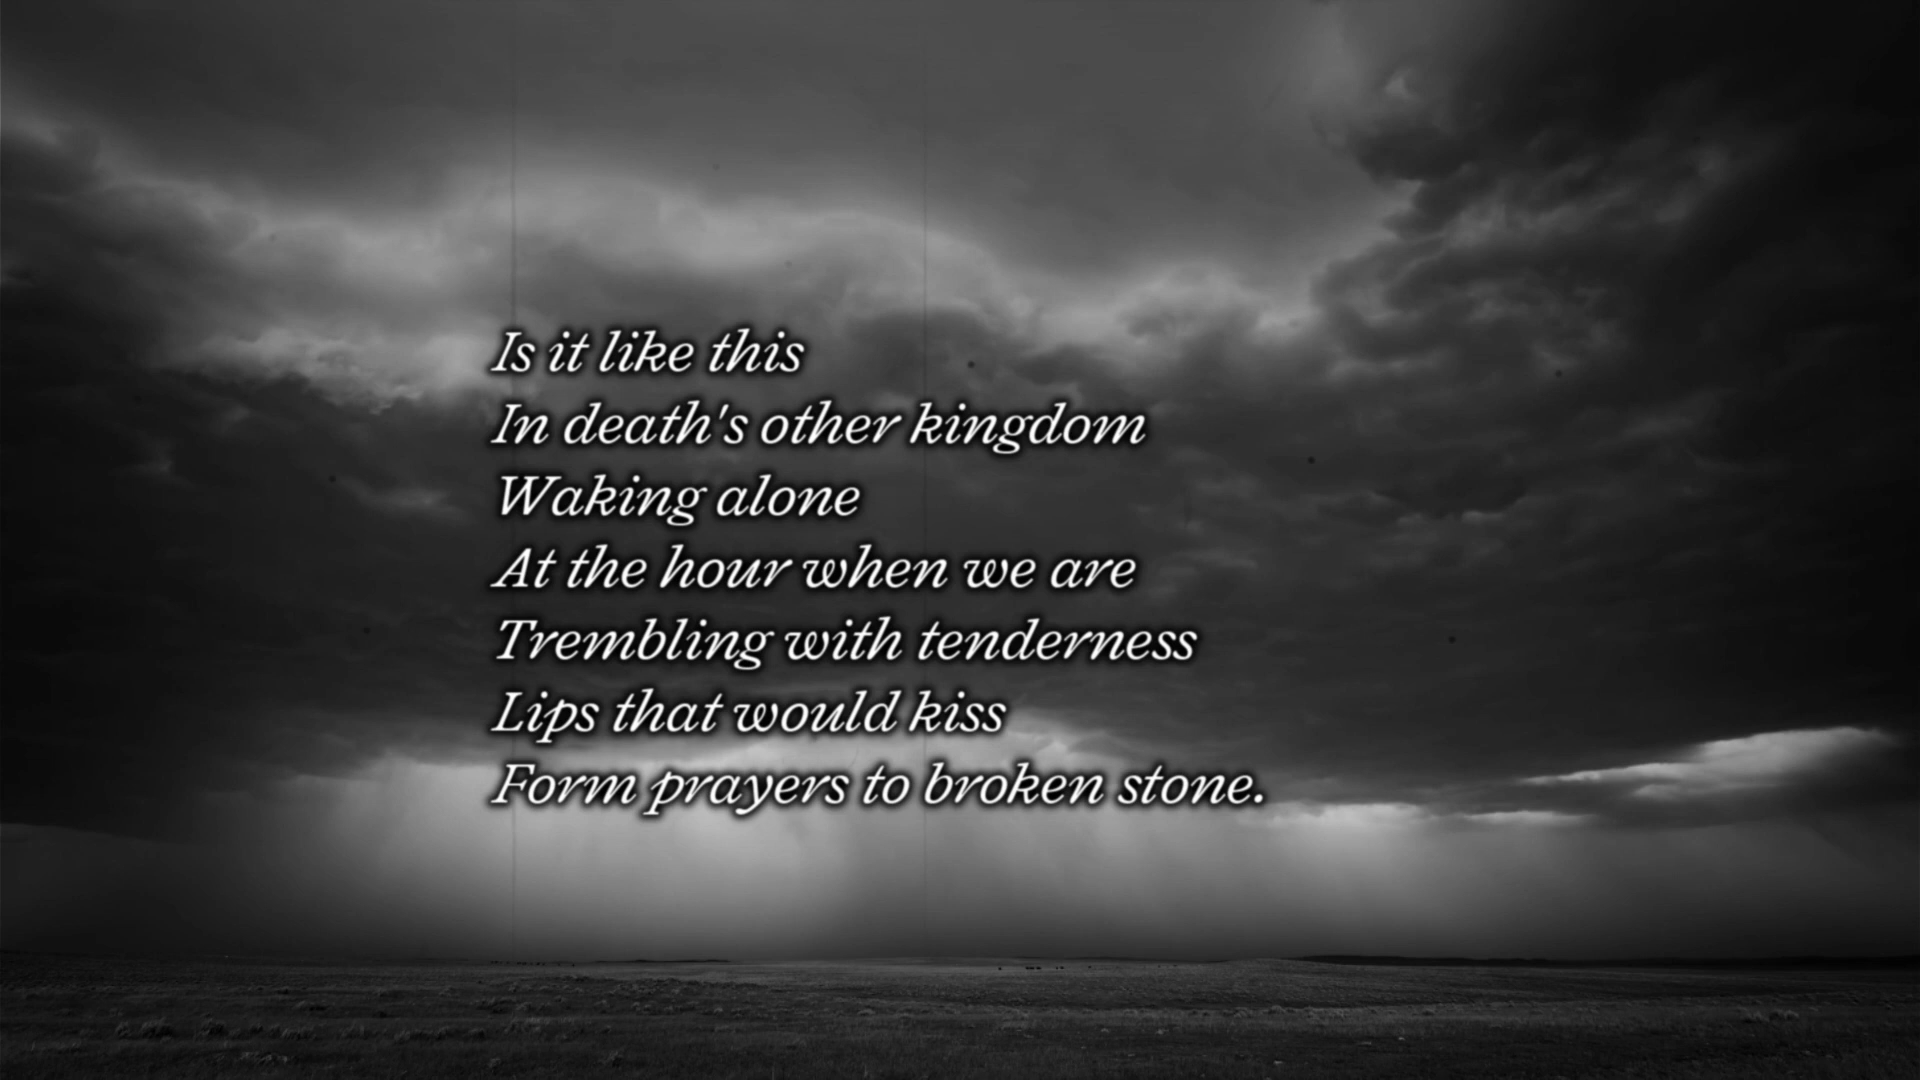 Is it like this
In death's other kingdom
Waking alone
At the hour when we are
Trembling with tenderness
Lips that would kiss
Form prayers to broken stone.